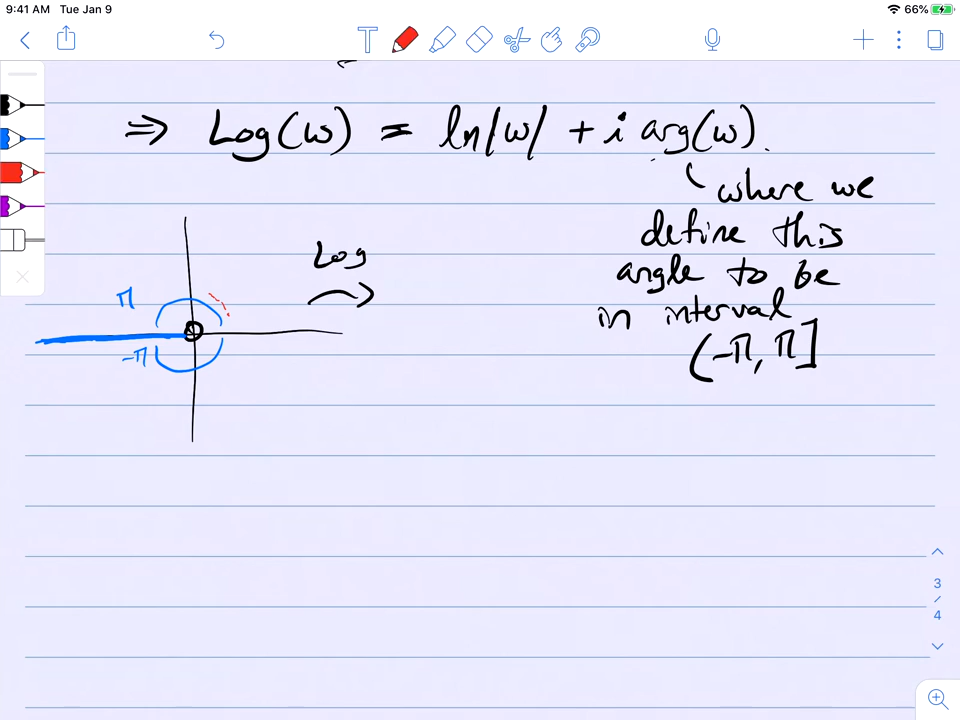 9:41 AM Tue Jan 9
66%
⇒ Log(w) = ln|w| + i arg(w).
where we
define this
angle to be
in interval
(-π, π]
Log
π
-π
3
/
4